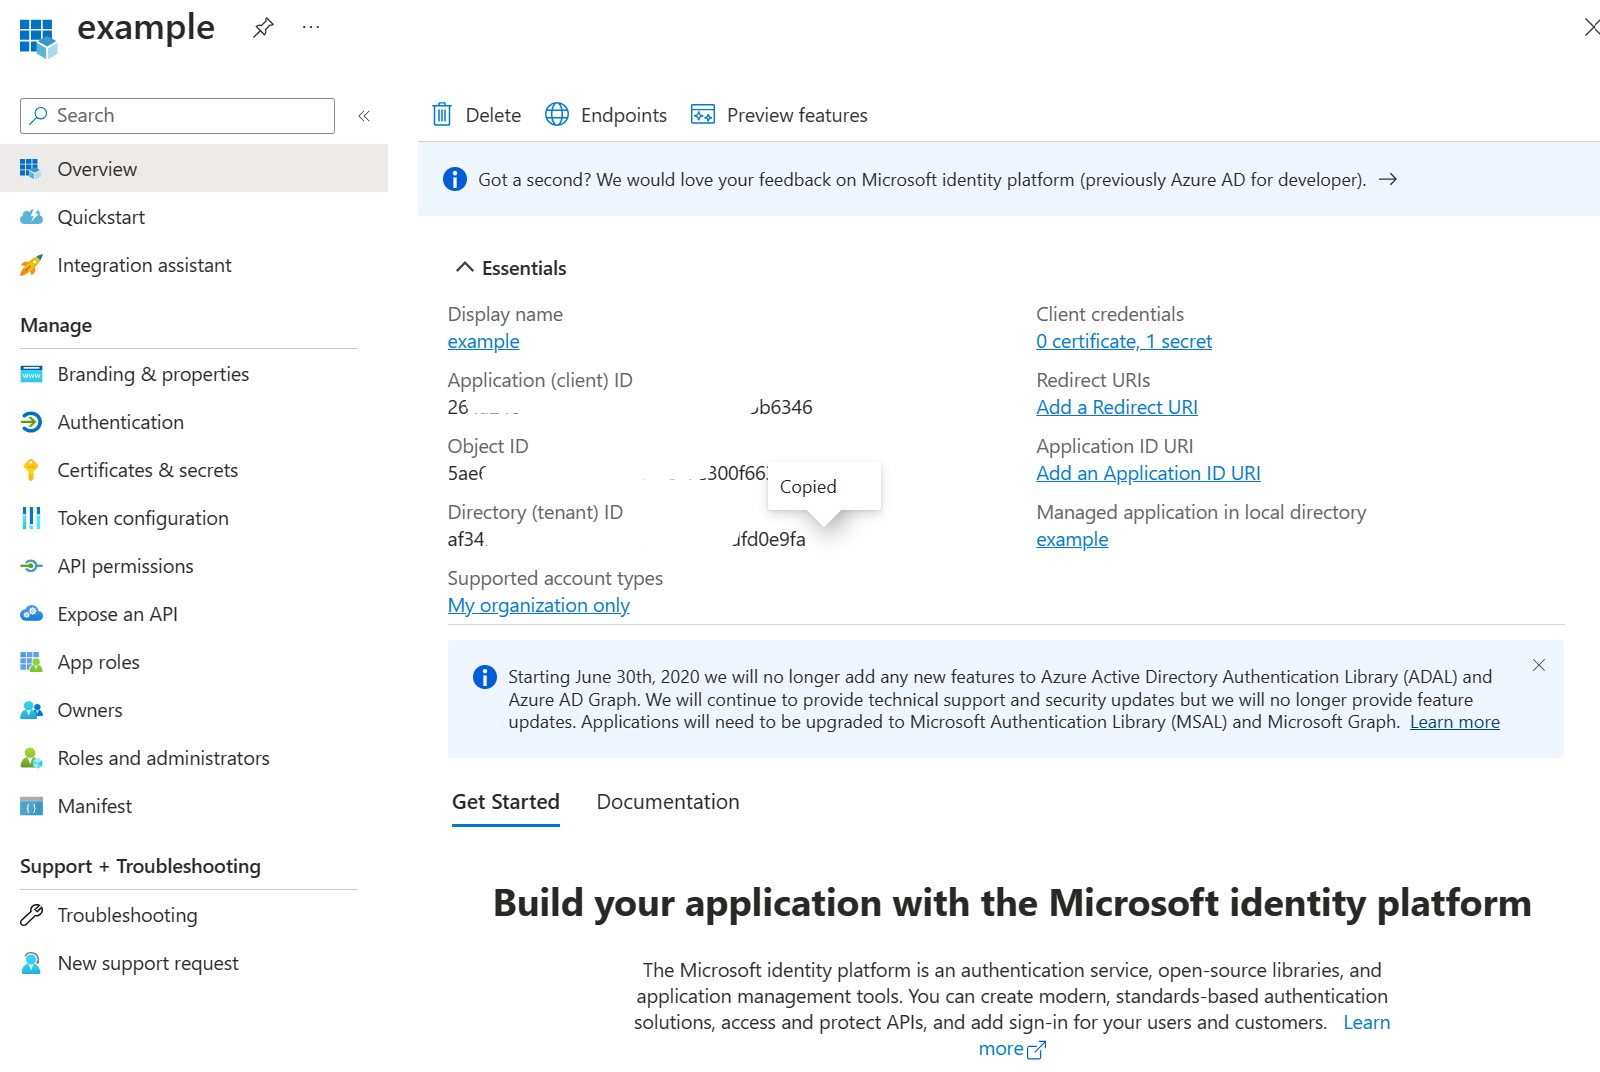 example
Search
Delete
Endpoints
Preview features
Overview
Quickstart
Integration assistant
Manage
Branding & properties
Authentication
Certificates & secrets
Token configuration
API permissions
Expose an API
App roles
Owners
Roles and administrators
Manifest
Support + Troubleshooting
Troubleshooting
New support request
Got a second? We would love your feedback on Microsoft identity platform (previously Azure AD for developer).
Essentials
Display name
example
Application (client) ID
26
b6346
Object ID
5ae
300f66
Copied
Directory (tenant) ID
af34
fd0e9fa
Supported account types
My organization only
Client credentials
0 certificate, 1 secret
Redirect URIs
Add a Redirect URI
Application ID URI
Add an Application ID URI
Managed application in local directory
example
Starting June 30th, 2020 we will no longer add any new features to Azure Active Directory Authentication Library (ADAL) and
Azure AD Graph. We will continue to provide technical support and security updates but we will no longer provide feature
updates. Applications will need to be upgraded to Microsoft Authentication Library (MSAL) and Microsoft Graph. Learn more
Get Started
Documentation
Build your application with the Microsoft identity platform
The Microsoft identity platform is an authentication service, open-source libraries, and
application management tools. You can create modern, standards-based authentication
solutions, access and protect APIs, and add sign-in for your users and customers. Learn
more